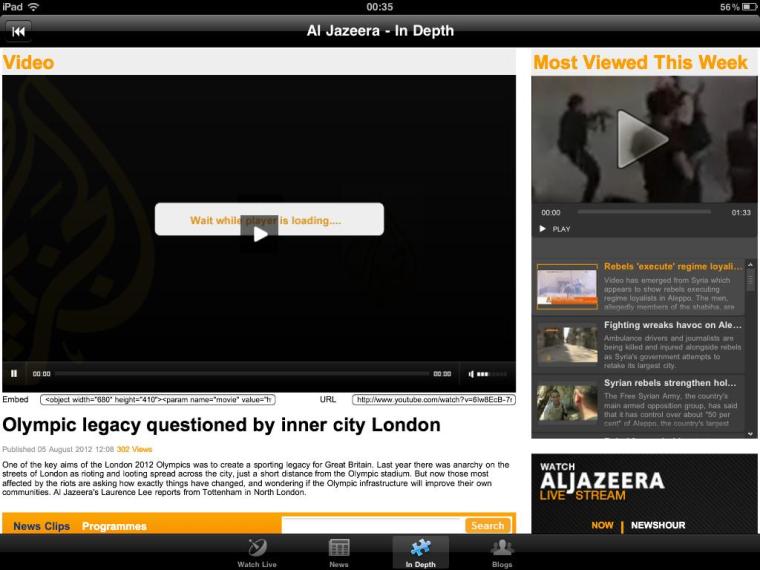 iPad
00:35
56%
Al Jazeera - In Depth
Video
Wait while player is loading....
00:00
00:00
Embed
<object width="680" height="410"><param name="movie" value="h
URL
http://www.youtube.com/watch?v=6Iw8EcB-7r
Olympic legacy questioned by inner city London
Published 05 August 2012 12:08 302 Views
One of the key aims of the London 2012 Olympics was to create a sporting legacy for Great Britain. Last year there was anarchy on the
streets of London as rioting and looting spread across the city, just a short distance from the Olympic stadium. But now those most
affected by the riots are asking how exactly things have changed, and wondering if the Olympic infrastructure will improve their own
communities. Al Jazeera's Laurence Lee reports from Tottenham in North London.
News Clips
Programmes
Search
Most Viewed This Week
00:00
01:33
PLAY
Rebels 'execute' regime loyali...
Video has emerged from Syria which
appears to show rebels executing
regime loyalists in Aleppo. The men,
allegedly members of the shabiha, are
Fighting wreaks havoc on Ale...
Ambulance drivers and journalists are
being killed and injured alongside rebels
as Syria's government attempts to
retake its largest city.
Syrian rebels strengthen hol...
The Free Syrian Army, the country's
main armed opposition group, has said
that it has control over about "50 per
cent" of Aleppo, the country's largest
WATCH
ALJAZEERA
LIVE STREAM
NOW | NEWSHOUR
Watch Live
News
In Depth
Blogs